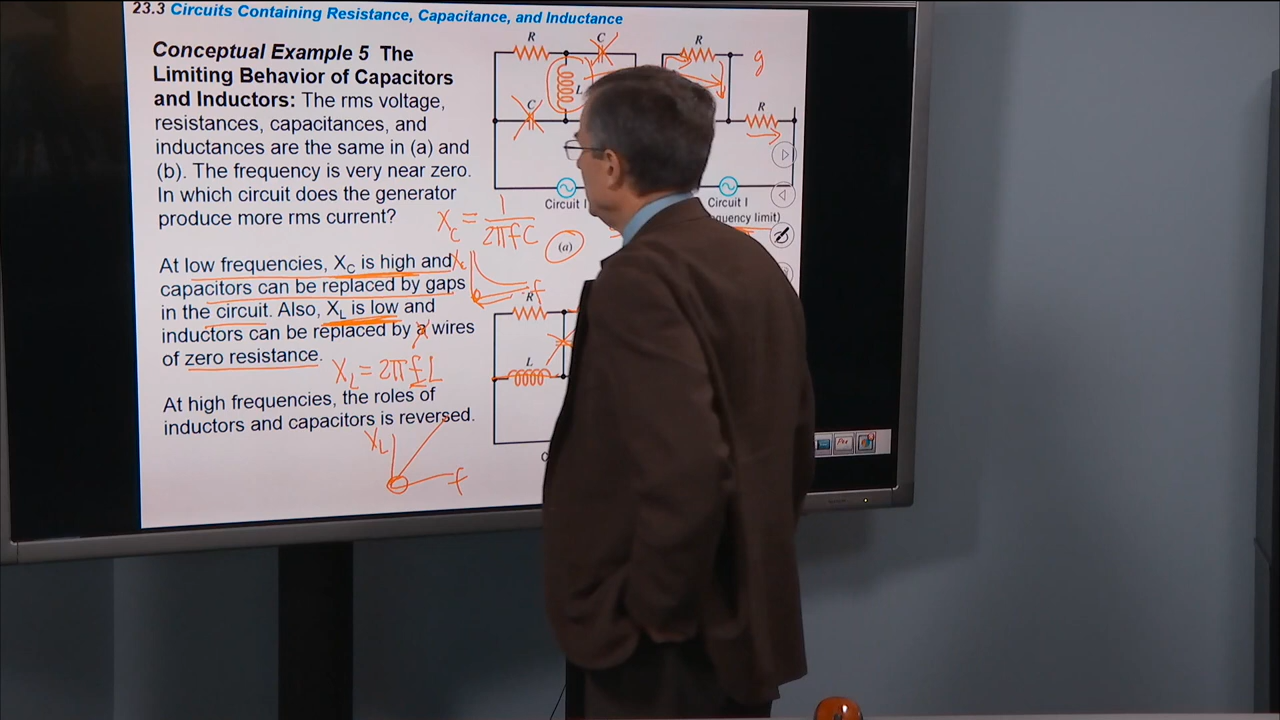 23.3 Circuits Containing Resistance, Capacitance, and Inductance
Conceptual Example 5 The
Limiting Behavior of Capacitors
and Inductors: The rms voltage,
resistances, capacitances, and
inductances are the same in (a) and
(b). The frequency is very near zero.
In which circuit does the generator
produce more rms current?
At low frequencies, XC is high and
capacitors can be replaced by gaps
in the circuit. Also, XL is low and
inductors can be replaced by a wires
of zero resistance.
XL = 2πfL
At high frequencies, the roles of
inductors and capacitors is reversed.
XL
f
R
C
L
C
Circuit I
XC = 1/2πfC
(a)
XC
f
R
g
R
Circuit I
quency limit)
R
L